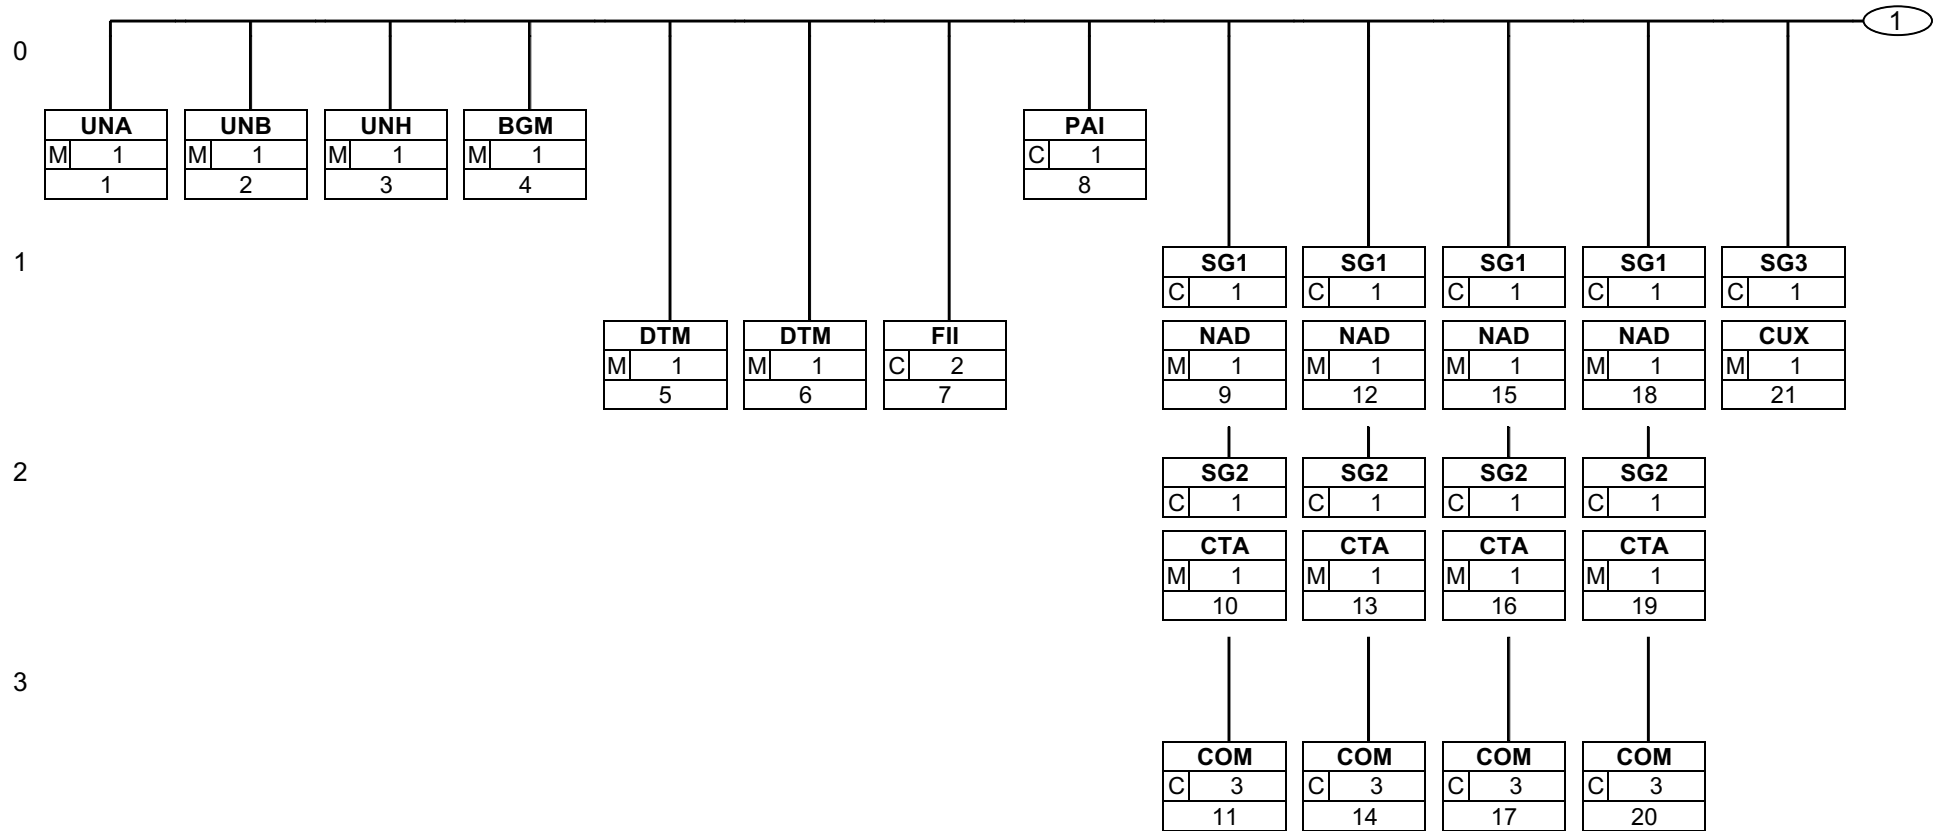 1
0
UNA UNB UNH BGM PAI
M 1 M 1 M 1 M 1 C 1
1 2 3 4 8
1 SG1 SG1 SG1 SG1 SG3
C 1 C 1 C 1 C 1 C 1
DTM DTM FII NAD NAD NAD NAD CUX
M 1 M 1 C 2 M 1 M 1 M 1 M 1 M 1
5 6 7 9 12 15 18 21
2 SG2 SG2 SG2 SG2
C 1 C 1 C 1 C 1
CTA CTA CTA CTA
M 1 M 1 M 1 M 1
10 13 16 19
3
COM COM COM COM
C 3 C 3 C 3 C 3
11 14 17 20